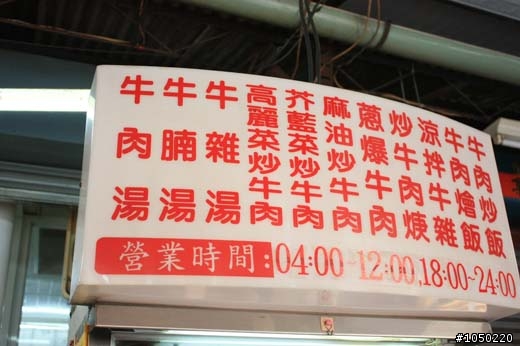 牛肉湯
牛腩湯
牛雜湯
高麗菜炒牛肉
芥藍菜炒牛肉
麻油炒牛肉
蔥爆牛肉
炒牛肉焿
涼拌牛雜
牛肉燴飯
牛肉炒飯
營業時間:04:00~12:00,18:00~24:00
#1050220